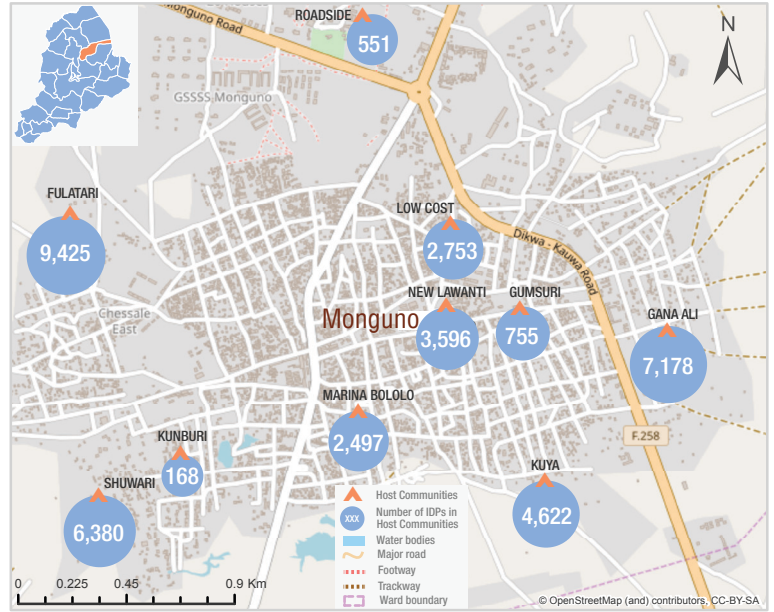 ROADSIDE
551
Monguno Road
N
GSSSS Monguno
FULATARI
9,425
LOW COST
2,753
Dikwa - Kauwa Road
NEW LAWANTI
3,596
GUMSURI
755
GANA ALI
7,178
Chessale
East
Monguno
MARINA BOLOLO
2,497
F.258
KUNBURI
168
SHUWARI
6,380
KUYA
4,622
Host Communities
XXX
Number of IDPs in
Host Communities
Water bodies
Major road
Footway
Trackway
Ward boundary
0 0.225 0.45 0.9 Km
© OpenStreetMap (and) contributors, CC-BY-SA